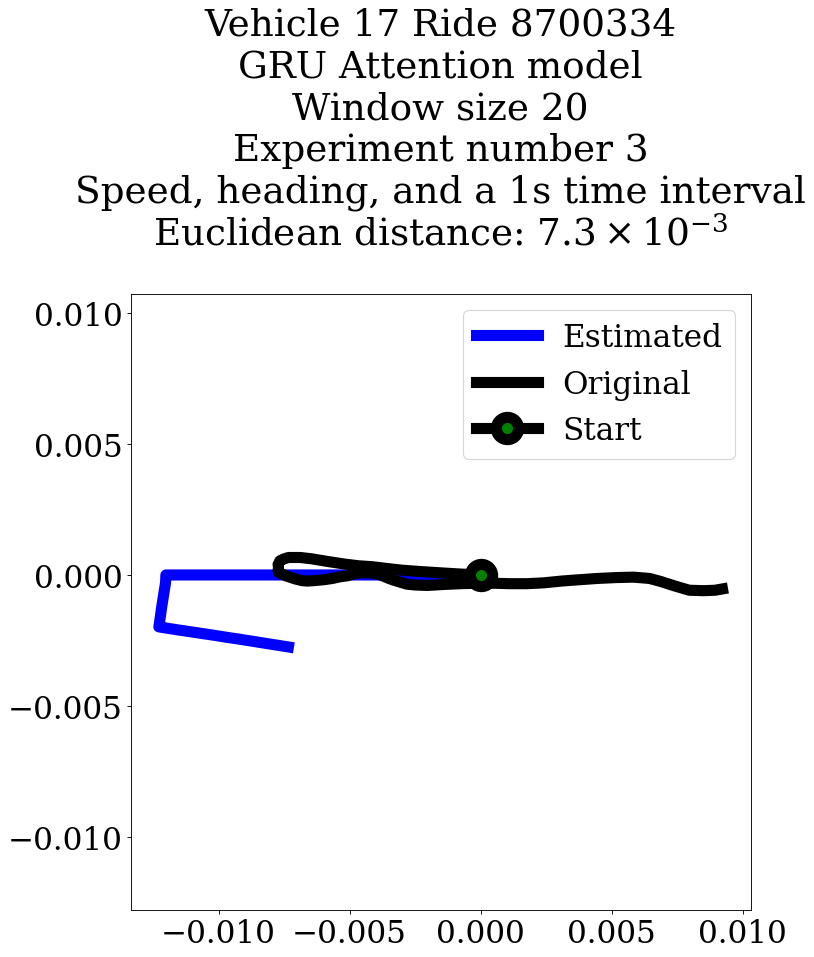 Vehicle 17 Ride 8700334
GRU Attention model
Window size 20
Experiment number 3
Speed, heading, and a 1s time interval
Euclidean distance: 7.3 × 10⁻³
0.010
0.005
0.000
−0.005
−0.010
Estimated
Original
Start
−0.010 −0.005 0.000 0.005 0.010